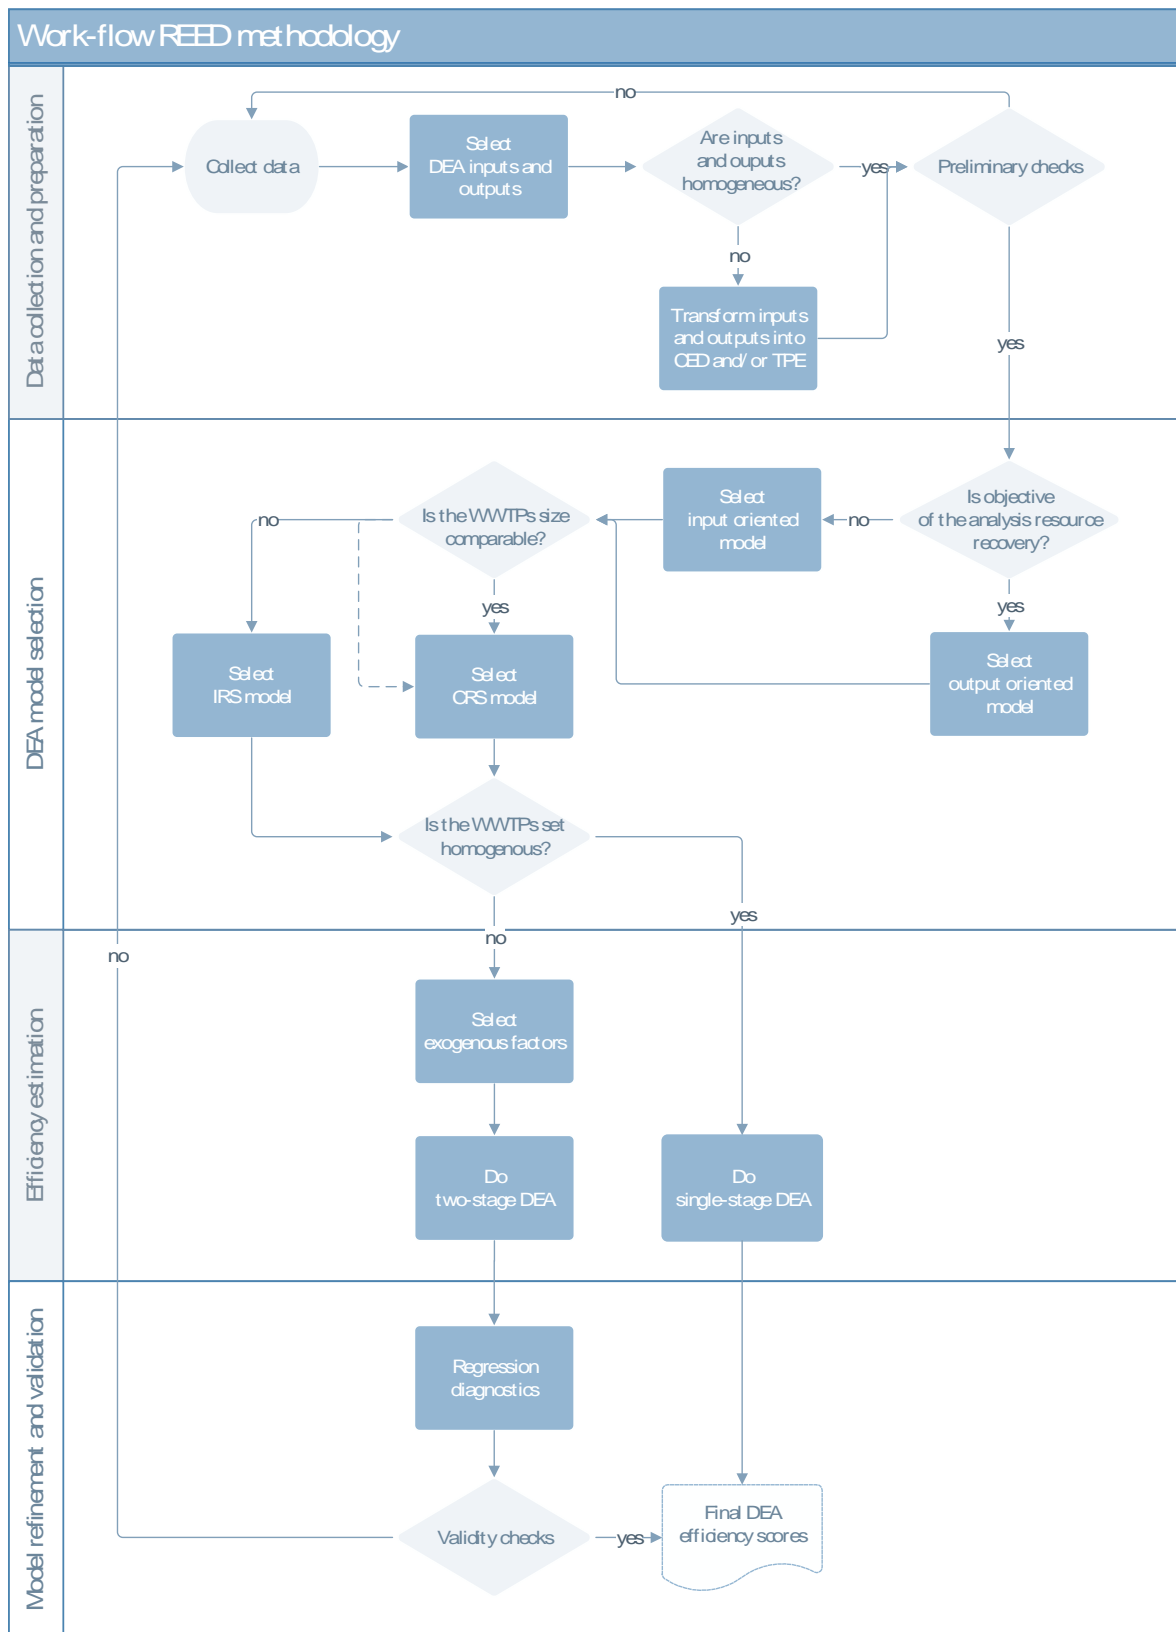 Work-flow REED methodology
Data collection and preparation
no
Collect data
Select
DEA inputs and
outputs
Are inputs
and ouputs
homogeneous?
yes
Preliminary checks
no
Transform inputs
and outputs into
CED and/or TPE
yes
DEA model selection
Is the WWTPs size
comparable?
no
Select
input oriented
model
no
Is objective
of the analysis resource
recovery?
yes
yes
Select
IRS model
Select
CRS model
Select
output oriented
model
Is the WWTPs set
homogenous?
yes
no
no
Efficiency estimation
Select
exogenous factors
Do
two-stage DEA
Do
single-stage DEA
Model refinement and validation
Regression
diagnostics
Validity checks
yes
Final DEA
efficiency scores